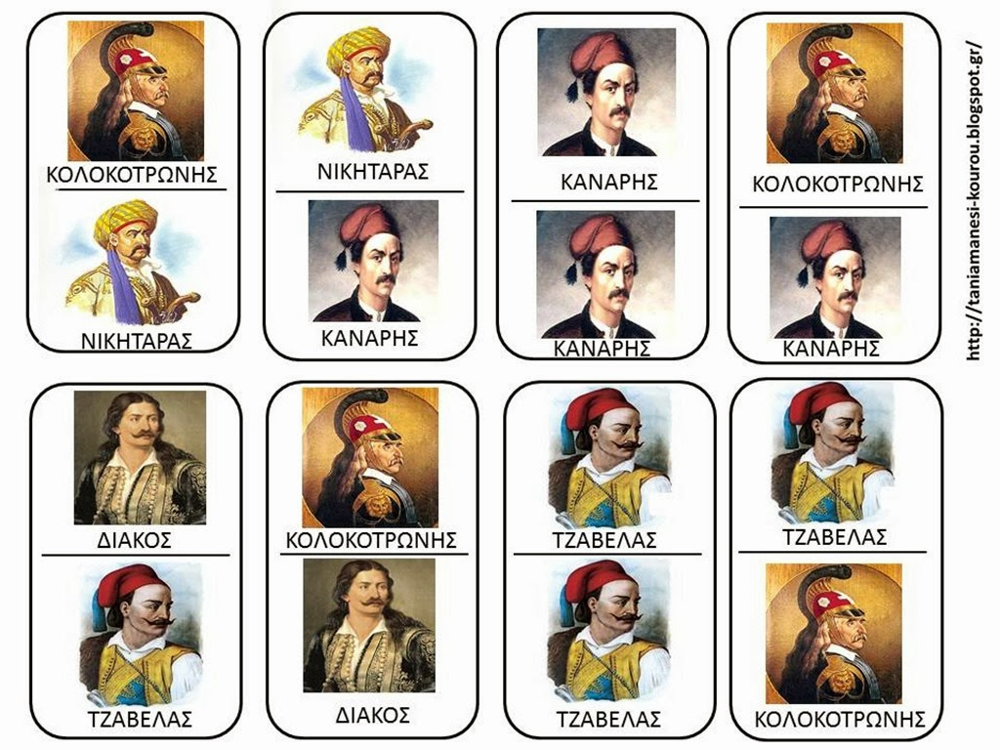 ΚΟΛΟΚΟΤΡΩΝΗΣ
ΝΙΚΗΤΑΡΑΣ
ΝΙΚΗΤΑΡΑΣ
ΚΑΝΑΡΗΣ
ΚΑΝΑΡΗΣ
ΚΑΝΑΡΗΣ
ΚΟΛΟΚΟΤΡΩΝΗΣ
ΚΑΝΑΡΗΣ
ΔΙΑΚΟΣ
ΤΖΑΒΕΛΑΣ
ΚΟΛΟΚΟΤΡΩΝΗΣ
ΔΙΑΚΟΣ
ΤΖΑΒΕΛΑΣ
ΤΖΑΒΕΛΑΣ
ΤΖΑΒΕΛΑΣ
ΚΟΛΟΚΟΤΡΩΝΗΣ
http://taniamanesi-kourou.blogspot.gr/